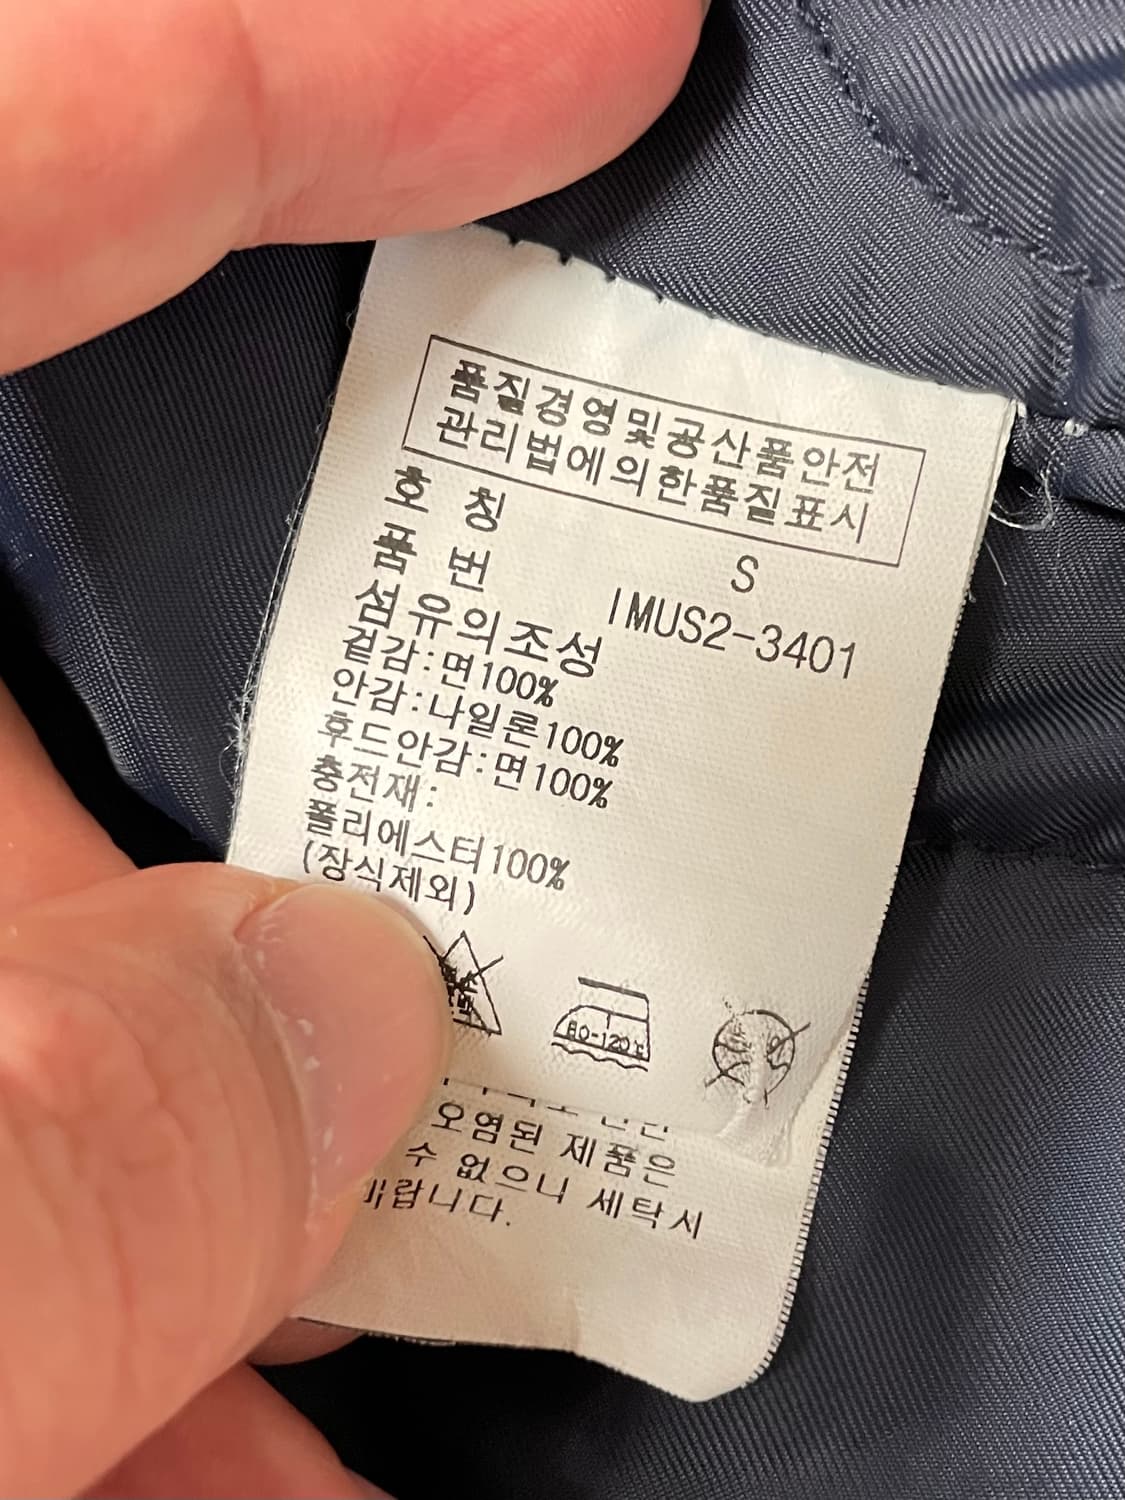 품질경영및공산품안전
관리법에의한품질표시
호 칭 S
품 번 IMUS2-3401
섬유의조성
겉감:면100%
안감:나일론100%
후드안감:면100%
충전재:
폴리에스터100%
(장식제외)
80-120℃
오염된 제품은
수 없으니 세탁시
바랍니다.